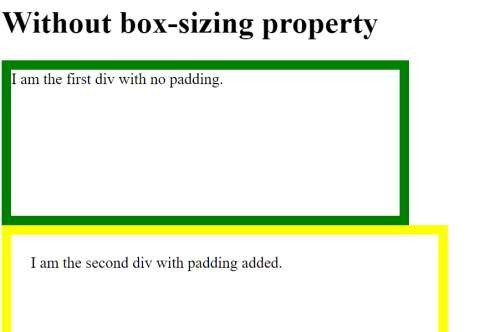 Without box-sizing property
I am the first div with no padding.
I am the second div with padding added.